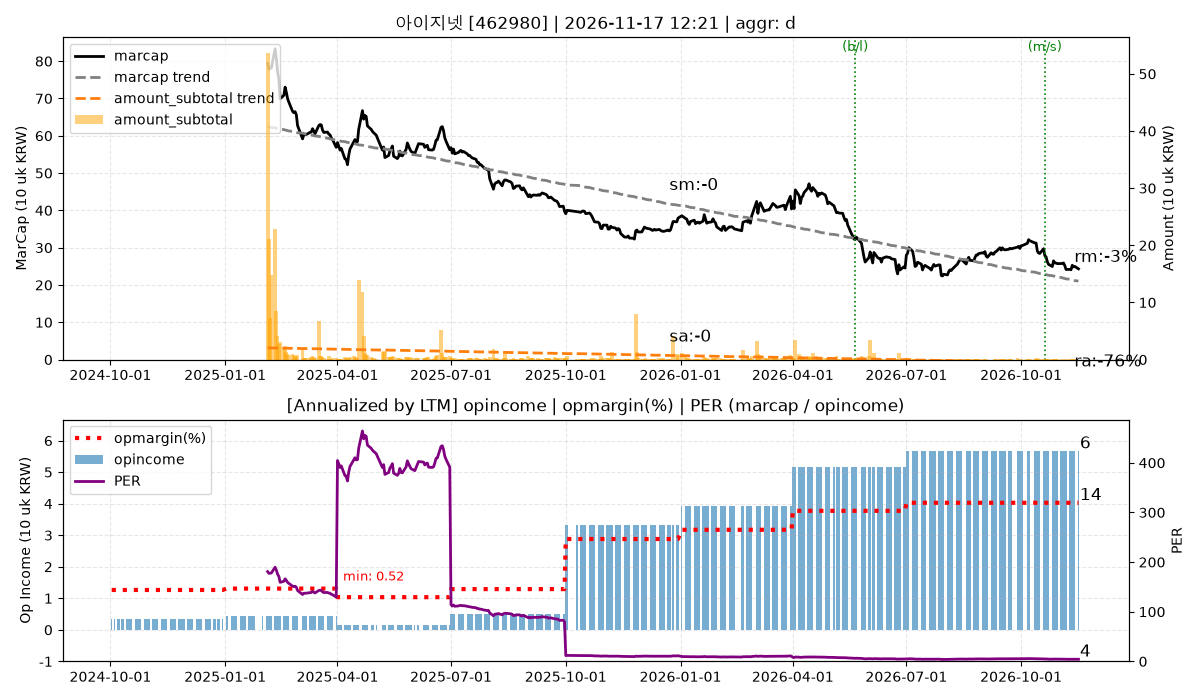 아이지넷 [462980] | 2026-11-17 12:21 | aggr: d
marcap
marcap trend
amount_subtotal trend
amount_subtotal
(b/l)
(m/s)
sm:-0
sa:-0
rm:-3%
ra:-76%
MarCap (10 uk KRW)
80
70
60
50
40
30
20
10
0
Amount (10 uk KRW)
50
40
30
20
10
0
2024-10-01
2025-01-01
2025-04-01
2025-07-01
2025-10-01
2026-01-01
2026-04-01
2026-07-01
2026-10-01
[Annualized by LTM] opincome | opmargin(%) | PER (marcap / opincome)
opmargin(%)
opincome
PER
min: 0.52
6
14
4
Op Income (10 uk KRW)
6
5
4
3
2
1
0
-1
PER
400
300
200
100
0
2024-10-01
2025-01-01
2025-04-01
2025-07-01
2025-10-01
2026-01-01
2026-04-01
2026-07-01
2026-10-01